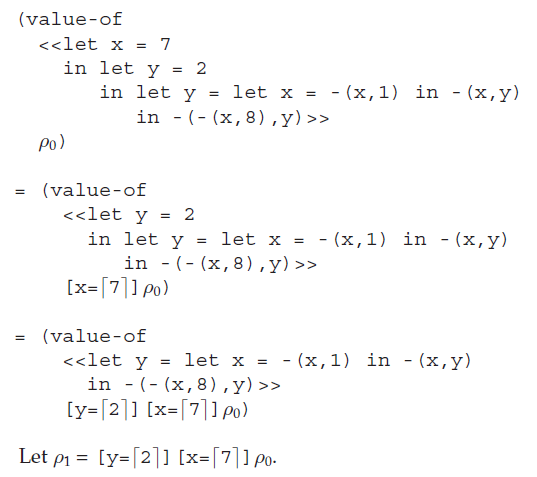 (value-of
<<let x = 7
in let y = 2
in let y = let x = -(x,1) in -(x,y)
in -(-(x,8),y)>>
ρ₀)
= (value-of
<<let y = 2
in let y = let x = -(x,1) in -(x,y)
in -(-(x,8),y)>>
[x=⌈7⌉]ρ₀)
= (value-of
<<let y = let x = -(x,1) in -(x,y)
in -(-(x,8),y)>>
[y=⌈2⌉][x=⌈7⌉]ρ₀)
Let ρ₁ = [y=⌈2⌉][x=⌈7⌉]ρ₀.